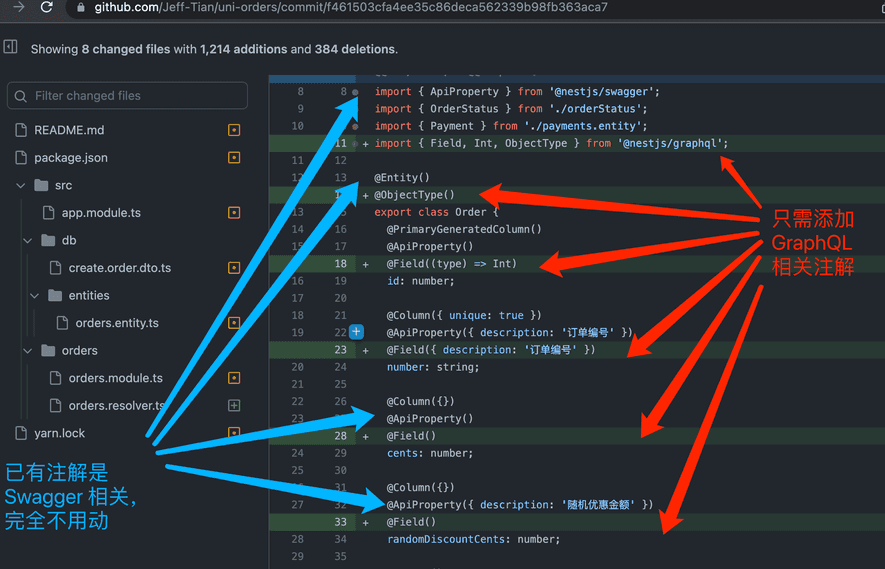 github.com/Jeff-Tian/uni-orders/commit/f461503cfa4ee35c86deca562339b98fb363aca7
Showing 8 changed files with 1,214 additions and 384 deletions.
Filter changed files
README.md
package.json
src
app.module.ts
db
create.order.dto.ts
entities
orders.entity.ts
orders
orders.module.ts
orders.resolver.ts
yarn.lock
已有注解是
Swagger 相关,
完全不用动
8 8 import { ApiProperty } from '@nestjs/swagger';
9 import { OrderStatus } from './orderStatus';
10 import { Payment } from './payments.entity';
11 + import { Field, Int, ObjectType } from '@nestjs/graphql';
11 12
12 13 @Entity()
+ @ObjectType()
13 export class Order {
14 16 @PrimaryGeneratedColumn()
15 17 @ApiProperty()
18 + @Field((type) => Int)
16 19 id: number;
17 20
18 21 @Column({ unique: true })
19 22 + @ApiProperty({ description: '订单编号' })
23 + @Field({ description: '订单编号' })
20 24 number: string;
21 25
22 26 @Column({})
23 @ApiProperty()
28 + @Field()
24 29 cents: number;
25 30
31 @Column({})
27 32 @ApiProperty({ description: '随机优惠金额' })
33 + @Field()
28 34 randomDiscountCents: number;
29 35
只需添加
GraphQL
相关注解